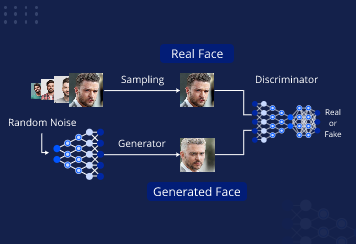 Real Face
Sampling
Discriminator
Random Noise
Real
or
Fake
Generator
Generated Face